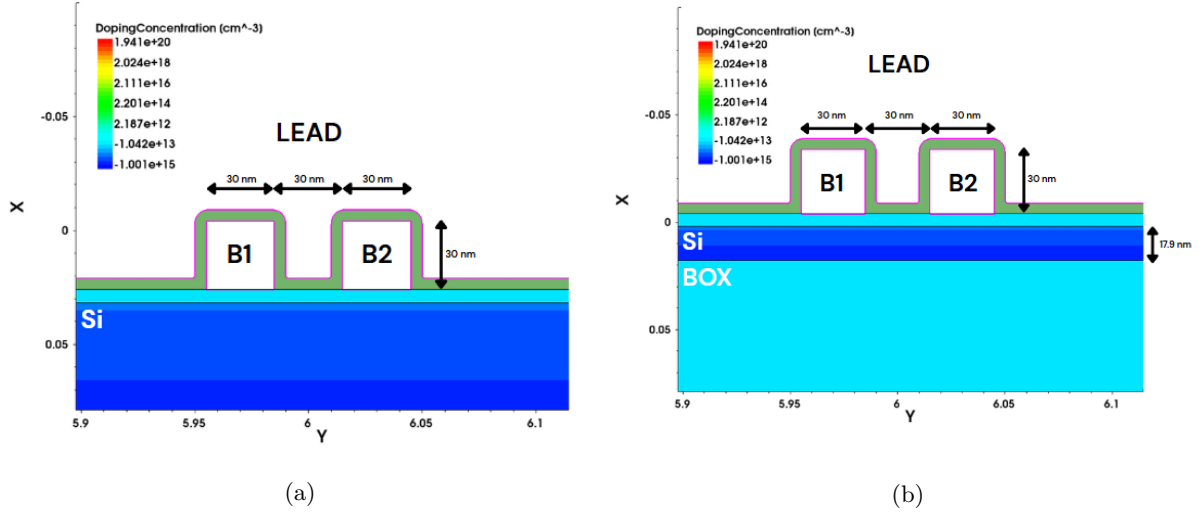 DopingConcentration (cm^-3)
1.941e+20
2.024e+18
2.111e+16
2.201e+14
2.187e+12
-1.042e+13
-1.001e+15
LEAD
30 nm
30 nm
30 nm
B1
B2
30 nm
Si
-0.05
0
0.05
X
5.9
5.95
6
6.05
6.1
Y
(a)
DopingConcentration (cm^-3)
1.941e+20
2.024e+18
2.111e+16
2.201e+14
2.187e+12
-1.042e+13
-1.001e+15
LEAD
30 nm
30 nm
30 nm
B1
B2
30 nm
Si
17.9 nm
BOX
-0.05
0
0.05
X
5.9
5.95
6
6.05
6.1
Y
(b)